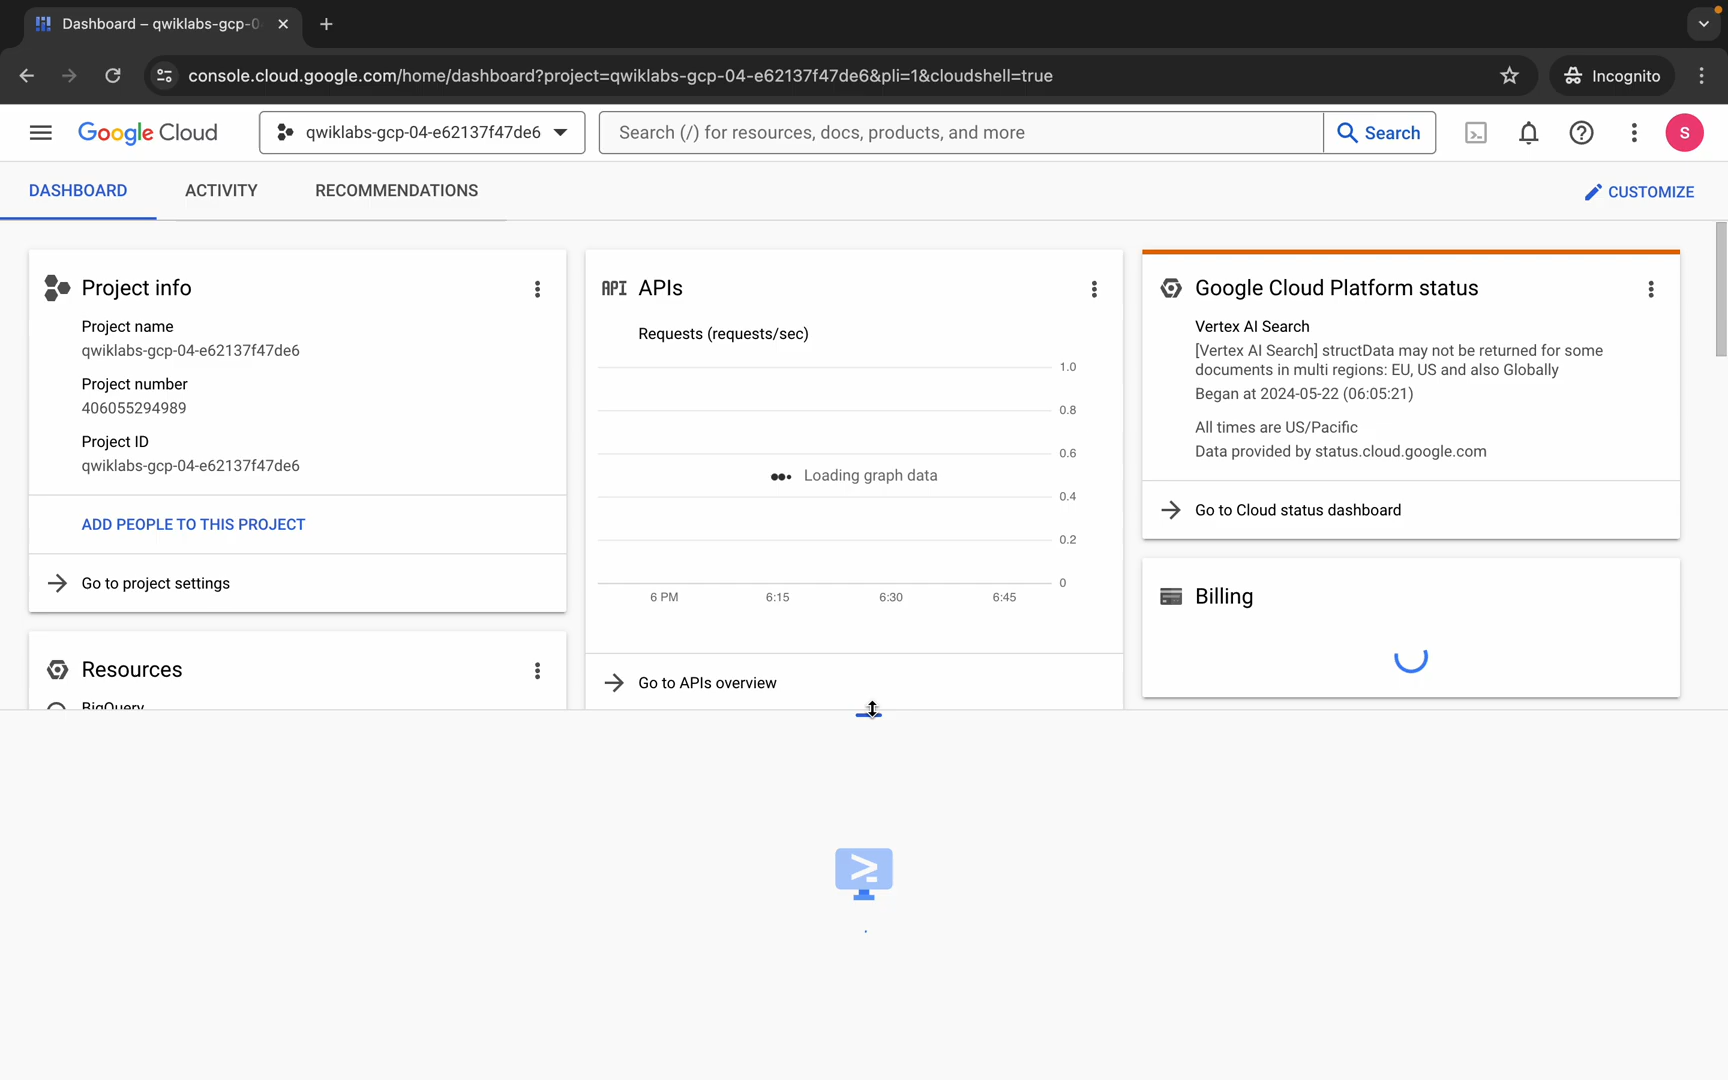 Dashboard – qwiklabs-gcp-0
console.cloud.google.com/home/dashboard?project=qwiklabs-gcp-04-e62137f47de6&pli=1&cloudshell=true
Incognito
Google Cloud
qwiklabs-gcp-04-e62137f47de6
Search (/) for resources, docs, products, and more
Search
S
DASHBOARD
ACTIVITY
RECOMMENDATIONS
CUSTOMIZE
Project info
Project name
qwiklabs-gcp-04-e62137f47de6
Project number
406055294989
Project ID
qwiklabs-gcp-04-e62137f47de6
ADD PEOPLE TO THIS PROJECT
Go to project settings
Resources
BigQuery
API APIs
Requests (requests/sec)
1.0
0.8
0.6
Loading graph data
0.4
0.2
0
6 PM 6:15 6:30 6:45
Go to APIs overview
Google Cloud Platform status
Vertex AI Search
[Vertex AI Search] structData may not be returned for some
documents in multi regions: EU, US and also Globally
Began at 2024-05-22 (06:05:21)
All times are US/Pacific
Data provided by status.cloud.google.com
Go to Cloud status dashboard
Billing